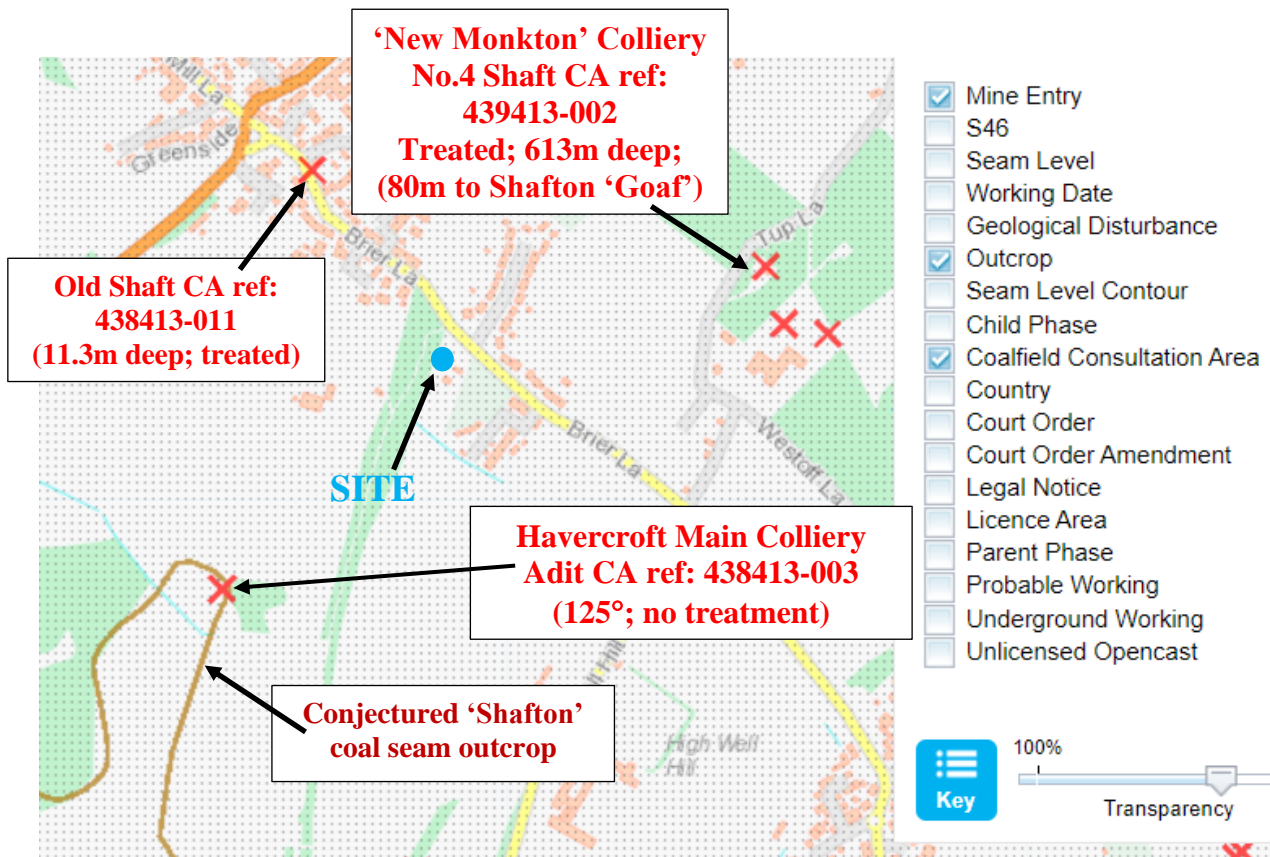 ‘New Monkton’ Colliery
No.4 Shaft CA ref:
439413-002
Treated; 613m deep;
(80m to Shafton ‘Goaf’)
Mill La
Greenside
Tup La
Brier La
Old Shaft CA ref:
438413-011
(11.3m deep; treated)
SITE
Brier La
Westoff La
Havercroft Main Colliery
Adit CA ref: 438413-003
(125°; no treatment)
Conjectured ‘Shafton’
coal seam outcrop
High Well
Hill
Mine Entry
S46
Seam Level
Working Date
Geological Disturbance
Outcrop
Seam Level Contour
Child Phase
Coalfield Consultation Area
Country
Court Order
Court Order Amendment
Legal Notice
Licence Area
Parent Phase
Probable Working
Underground Working
Unlicensed Opencast
Key
100%
Transparency